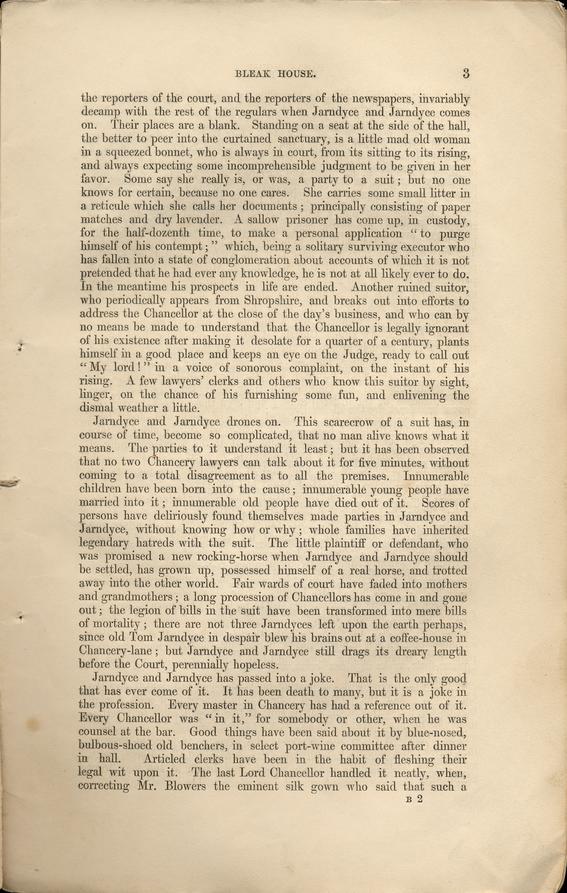 BLEAK HOUSE. 3
the reporters of the court, and the reporters of the newspapers, invariably
decamp with the rest of the regulars when Jarndyce and Jarndyce comes
on. Their places are a blank. Standing on a seat at the side of the hall,
the better to peer into the curtained sanctuary, is a little mad old woman
in a squeezed bonnet, who is always in court, from its sitting to its rising,
and always expecting some incomprehensible judgment to be given in her
favor. Some say she really is, or was, a party to a suit; but no one
knows for certain, because no one cares. She carries some small litter in
a reticule which she calls her documents; principally consisting of paper
matches and dry lavender. A sallow prisoner has come up, in custody,
for the half-dozenth time, to make a personal application "to purge
himself of his contempt;" which, being a solitary surviving executor who
has fallen into a state of conglomeration about accounts of which it is not
pretended that he had ever any knowledge, he is not at all likely ever to do.
In the meantime his prospects in life are ended. Another ruined suitor,
who periodically appears from Shropshire, and breaks out into efforts to
address the Chancellor at the close of the day's business, and who can by
no means be made to understand that the Chancellor is legally ignorant
of his existence after making it desolate for a quarter of a century, plants
himself in a good place and keeps an eye on the Judge, ready to call out
"My lord!" in a voice of sonorous complaint, on the instant of his
rising. A few lawyers' clerks and others who know this suitor by sight,
linger, on the chance of his furnishing some fun, and enlivening the
dismal weather a little.
Jarndyce and Jarndyce drones on. This scarecrow of a suit has, in
course of time, become so complicated, that no man alive knows what it
means. The parties to it understand it least; but it has been observed
that no two Chancery lawyers can talk about it for five minutes, without
coming to a total disagreement as to all the premises. Innumerable
children have been born into the cause; innumerable young people have
married into it; innumerable old people have died out of it. Scores of
persons have deliriously found themselves made parties in Jarndyce and
Jarndyce, without knowing how or why; whole families have inherited
legendary hatreds with the suit. The little plaintiff or defendant, who
was promised a new rocking-horse when Jarndyce and Jarndyce should
be settled, has grown up, possessed himself of a real horse, and trotted
away into the other world. Fair wards of court have faded into mothers
and grandmothers; a long procession of Chancellors has come in and gone
out; the legion of bills in the suit have been transformed into mere bills
of mortality; there are not three Jarndyces left upon the earth perhaps,
since old Tom Jarndyce in despair blew his brains out at a coffee-house in
Chancery-lane; but Jarndyce and Jarndyce still drags its dreary length
before the Court, perennially hopeless.
Jarndyce and Jarndyce has passed into a joke. That is the only good
that has ever come of it. It has been death to many, but it is a joke in
the profession. Every master in Chancery has had a reference out of it.
Every Chancellor was "in it," for somebody or other, when he was
counsel at the bar. Good things have been said about it by blue-nosed,
bulbous-shoed old benchers, in select port-wine committee after dinner
in hall. Articled clerks have been in the habit of fleshing their
legal wit upon it. The last Lord Chancellor handled it neatly, when,
correcting Mr. Blowers the eminent silk gown who said that such a
B 2